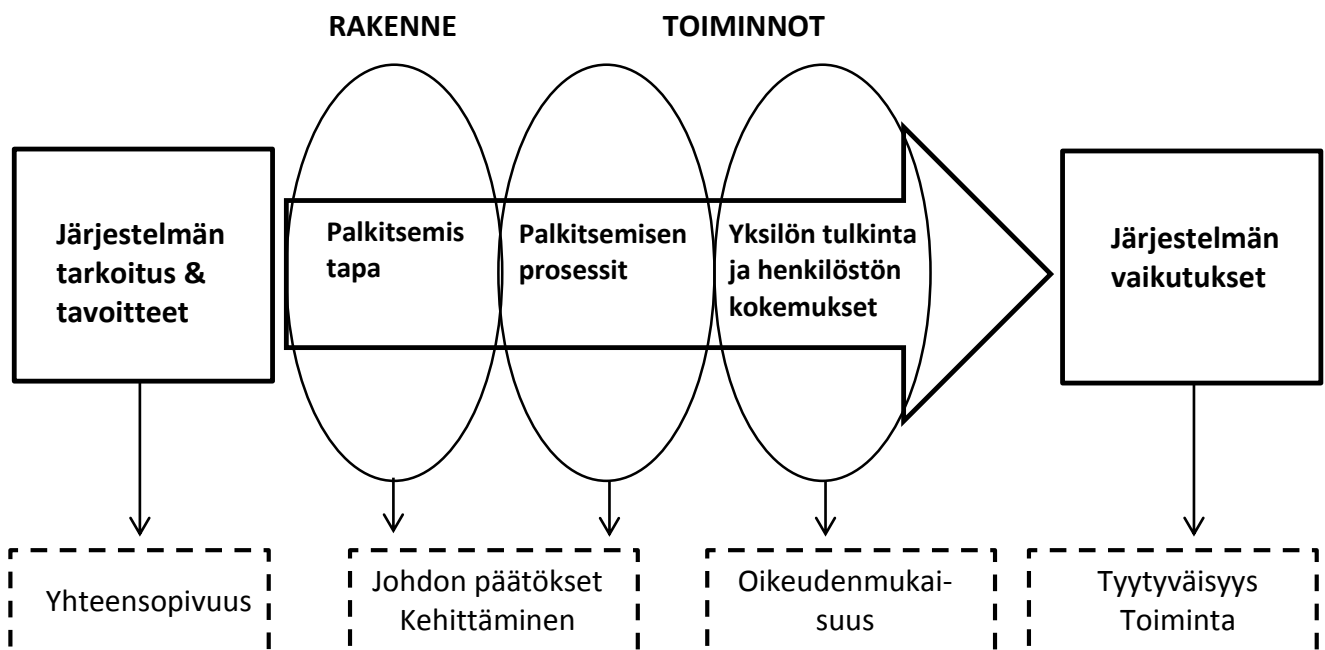 RAKENNE
TOIMINNOT
Järjestelmän
tarkoitus &
tavoitteet
Palkitsemis
tapa
Palkitsemisen
prosessit
Yksilön tulkinta
ja henkilöstön
kokemukset
Järjestelmän
vaikutukset
Yhteensopivuus
Johdon päätökset
Kehittäminen
Oikeudenmukai-
suus
Tyytyväisyys
Toiminta